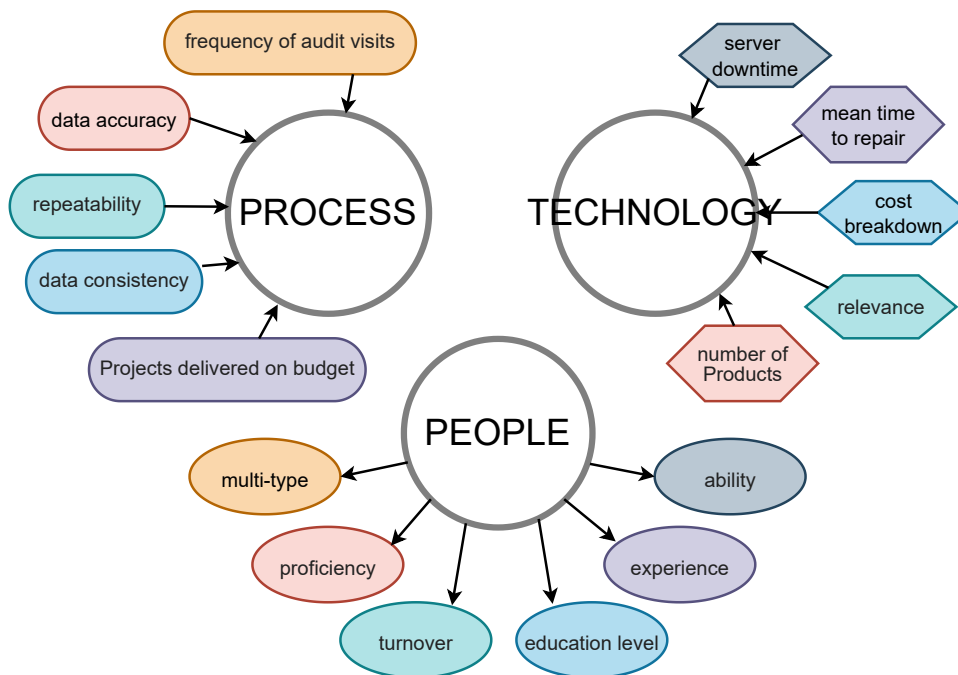 frequency of audit visits
data accuracy
repeatability
data consistency
Projects delivered on budget
PROCESS
server
downtime
mean time
to repair
cost
breakdown
relevance
number of
Products
TECHNOLOGY
PEOPLE
multi-type
proficiency
turnover
education level
experience
ability